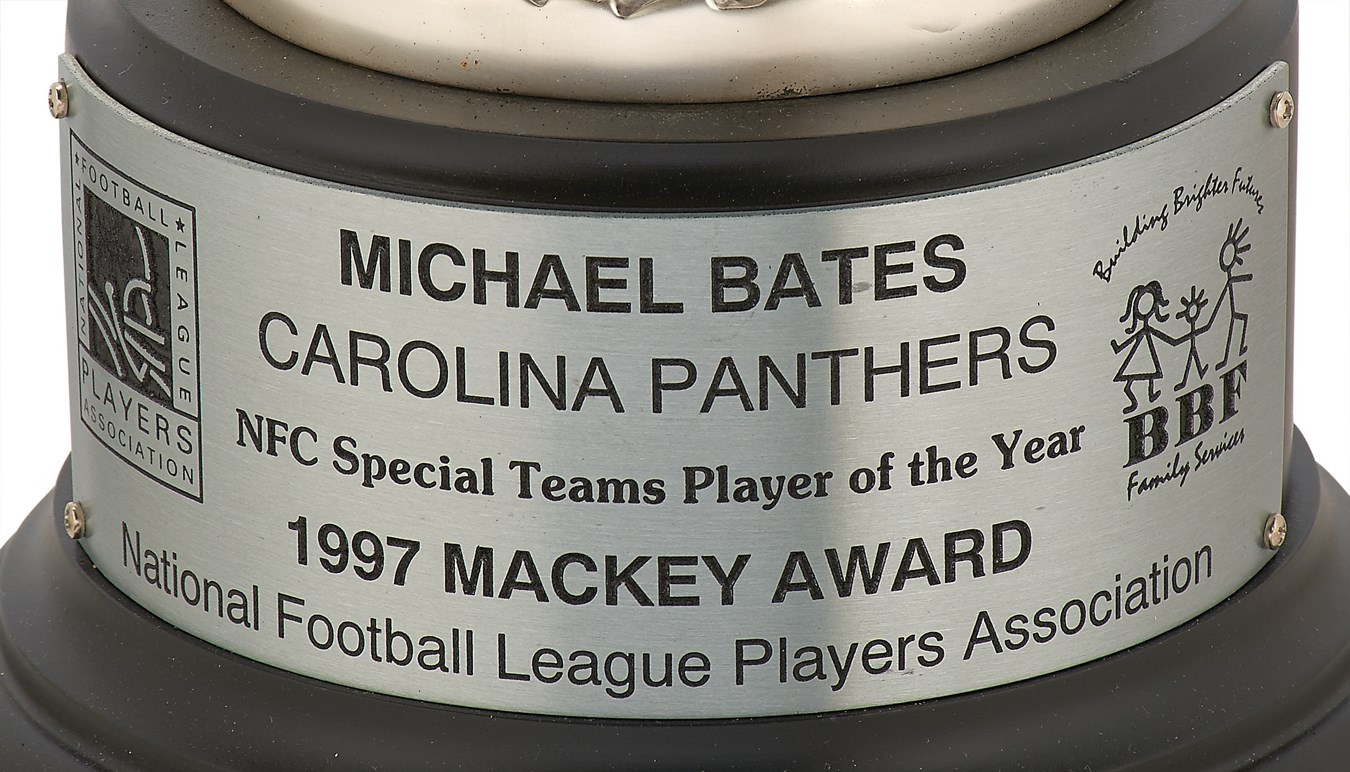 ★ FOOTBALL ★
NATIONAL
LEAGUE
PLAYERS
ASSOCIATION
MICHAEL BATES
CAROLINA PANTHERS
NFC Special Teams Player of the Year
1997 MACKEY AWARD
National Football League Players Association
Building Brighter Futures
BBF
Family Services